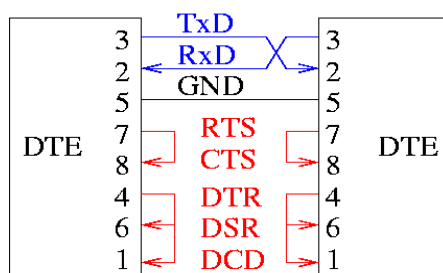 3 TxD 3
2 RxD 2
5 GND 5
7 RTS 7
DTE DTE
8 CTS 8
4 DTR 4
6 DSR 6
1 DCD 1